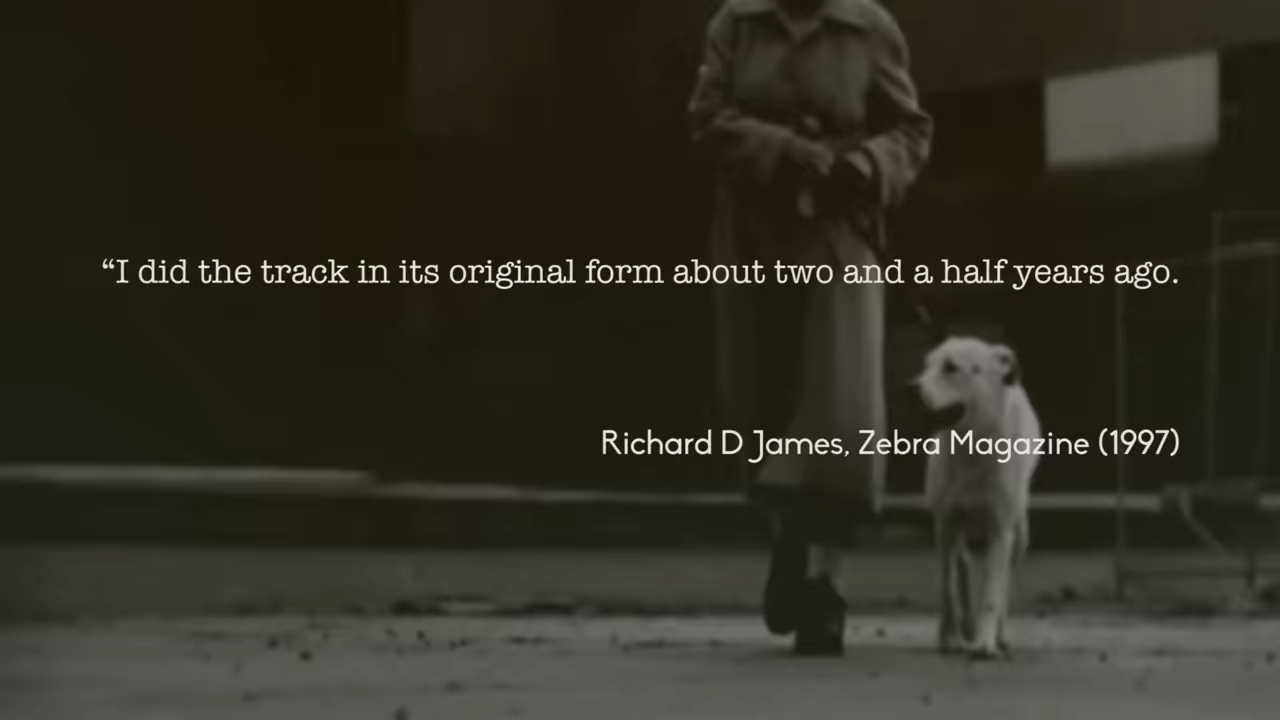 “I did the track in its original form about two and a half years ago.
Richard D James, Zebra Magazine (1997)